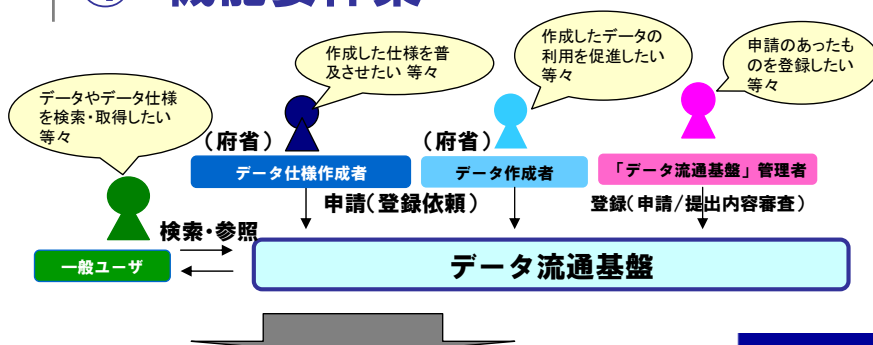 機能要件案
作成した仕様を普
及させたい 等々
作成したデータの
利用を促進したい
等々
申請のあったも
のを登録したい
等々
データやデータ仕様
を検索・取得したい
等々
（府省）
（府省）
データ仕様作成者
データ作成者
「データ流通基盤」管理者
申請（登録依頼）
登録（申請/提出内容審査）
検索・参照
一般ユーザ
データ流通基盤